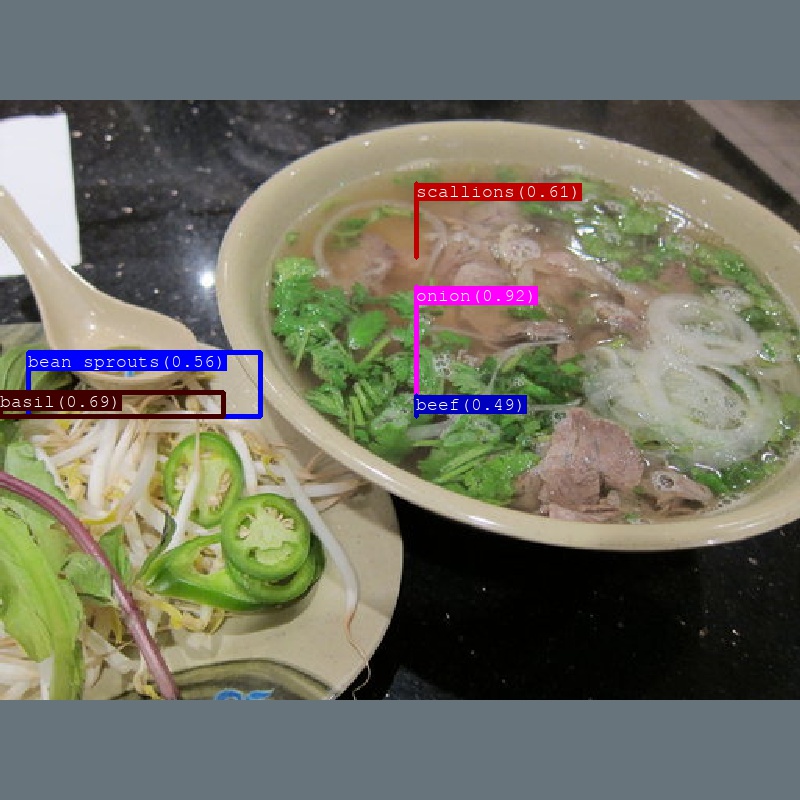 scallions(0.61)
onion(0.92)
bean sprouts(0.56)
basil(0.69)
beef(0.49)